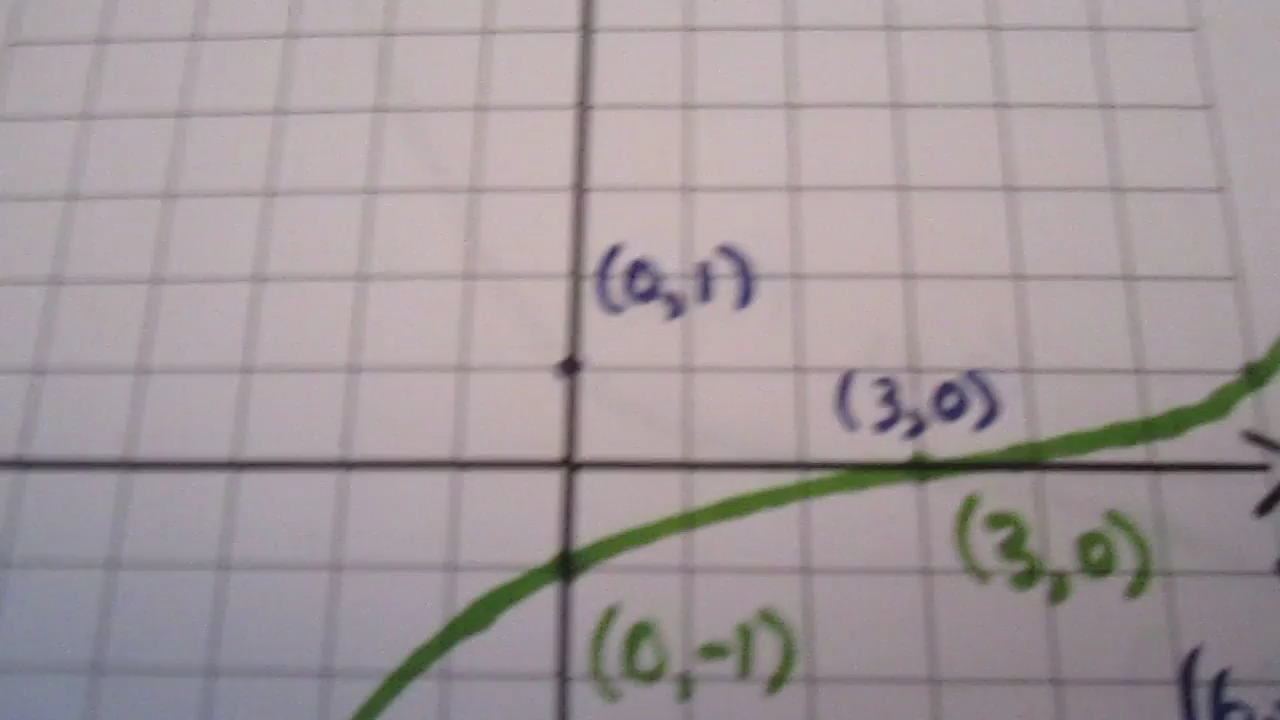 (0,1)
(3,0)
(3,0)
(0,-1)